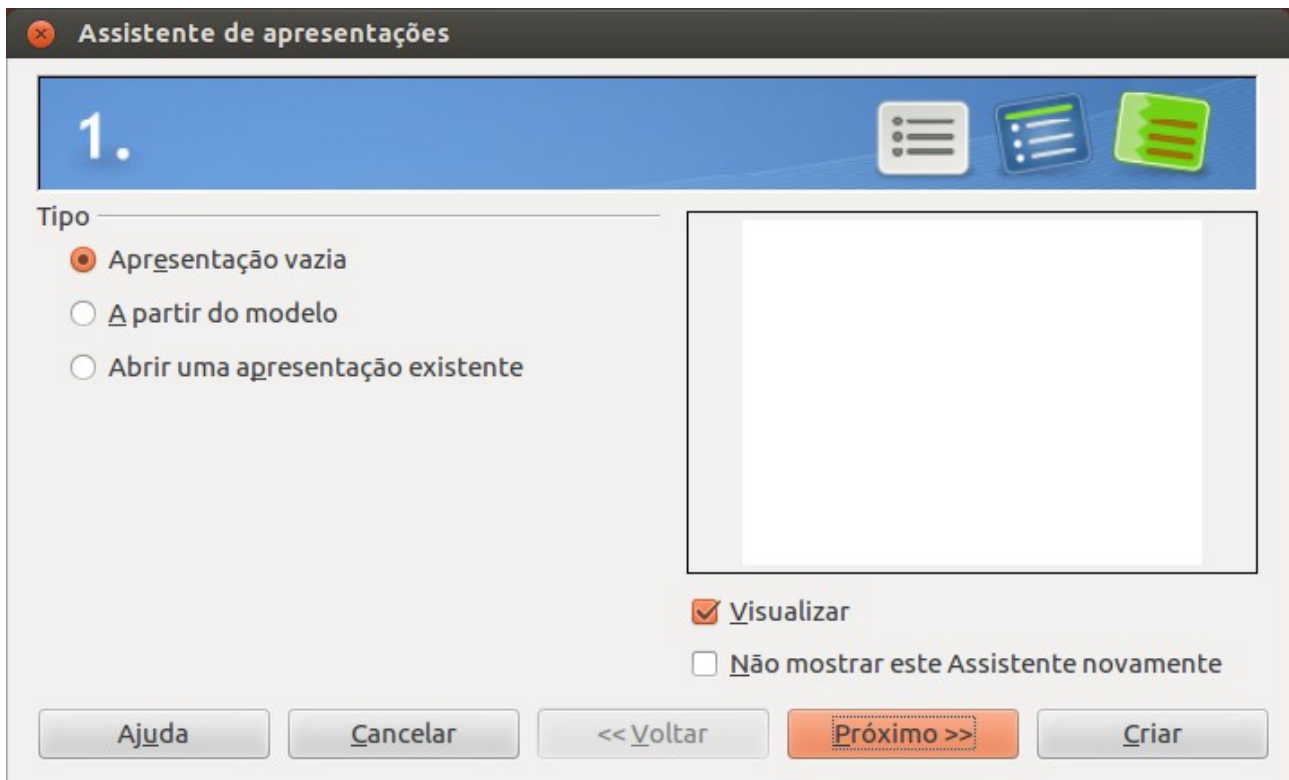 Assistente de apresentações
1.
Tipo
Apresentação vazia
A partir do modelo
Abrir uma apresentação existente
Visualizar
Não mostrar este Assistente novamente
Ajuda
Cancelar
<< Voltar
Próximo >>
Criar